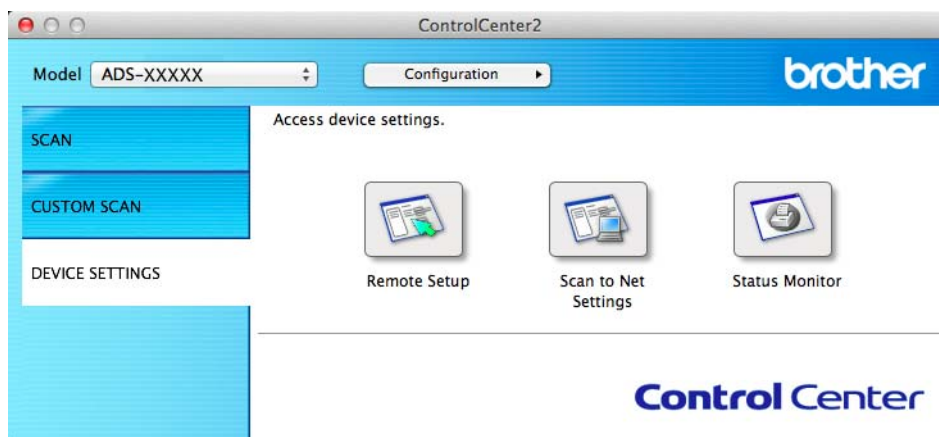 ControlCenter2
Model ADS-XXXXX Configuration
brother
SCAN
CUSTOM SCAN
DEVICE SETTINGS
Access device settings.
Remote Setup
Scan to Net
Settings
Status Monitor
Control Center